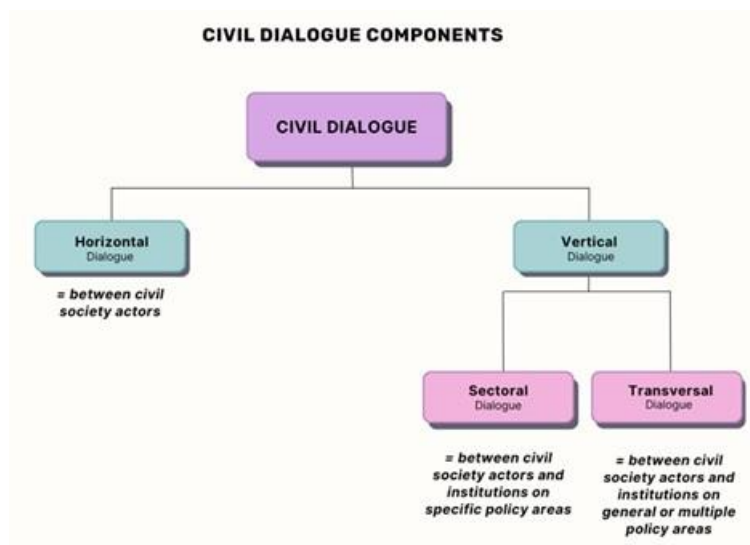 CIVIL DIALOGUE COMPONENTS
CIVIL DIALOGUE
Horizontal
Dialogue
= between civil
society actors
Vertical
Dialogue
Sectoral
Dialogue
= between civil
society actors and
institutions on
specific policy areas
Transversal
Dialogue
= between civil
society actors and
institutions on
general or multiple
policy areas